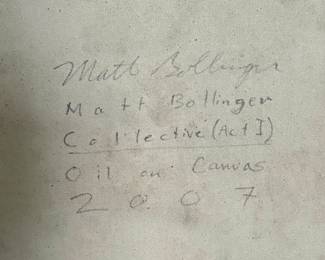 Matt Bollinger
Matt Bollinger
Collective (Act I)
Oil on Canvas
2007